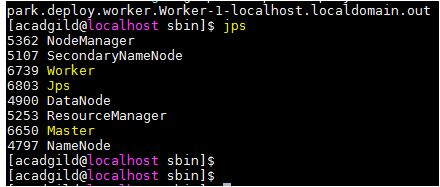 park.deploy.worker.Worker-1-localhost.localdomain.out
[acadgild@localhost sbin]$ jps
5362 NodeManager
5107 SecondaryNameNode
6739 Worker
6803 Jps
4900 DataNode
5253 ResourceManager
6650 Master
4797 NameNode
[acadgild@localhost sbin]$
[acadgild@localhost sbin]$